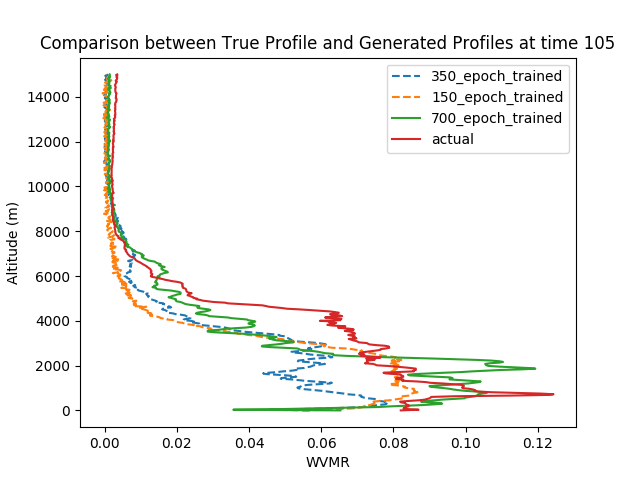 Comparison between True Profile and Generated Profiles at time 105
350_epoch_trained
150_epoch_trained
700_epoch_trained
actual
Altitude (m)
14000
12000
10000
8000
6000
4000
2000
0
0.00 0.02 0.04 0.06 0.08 0.10 0.12
WVMR